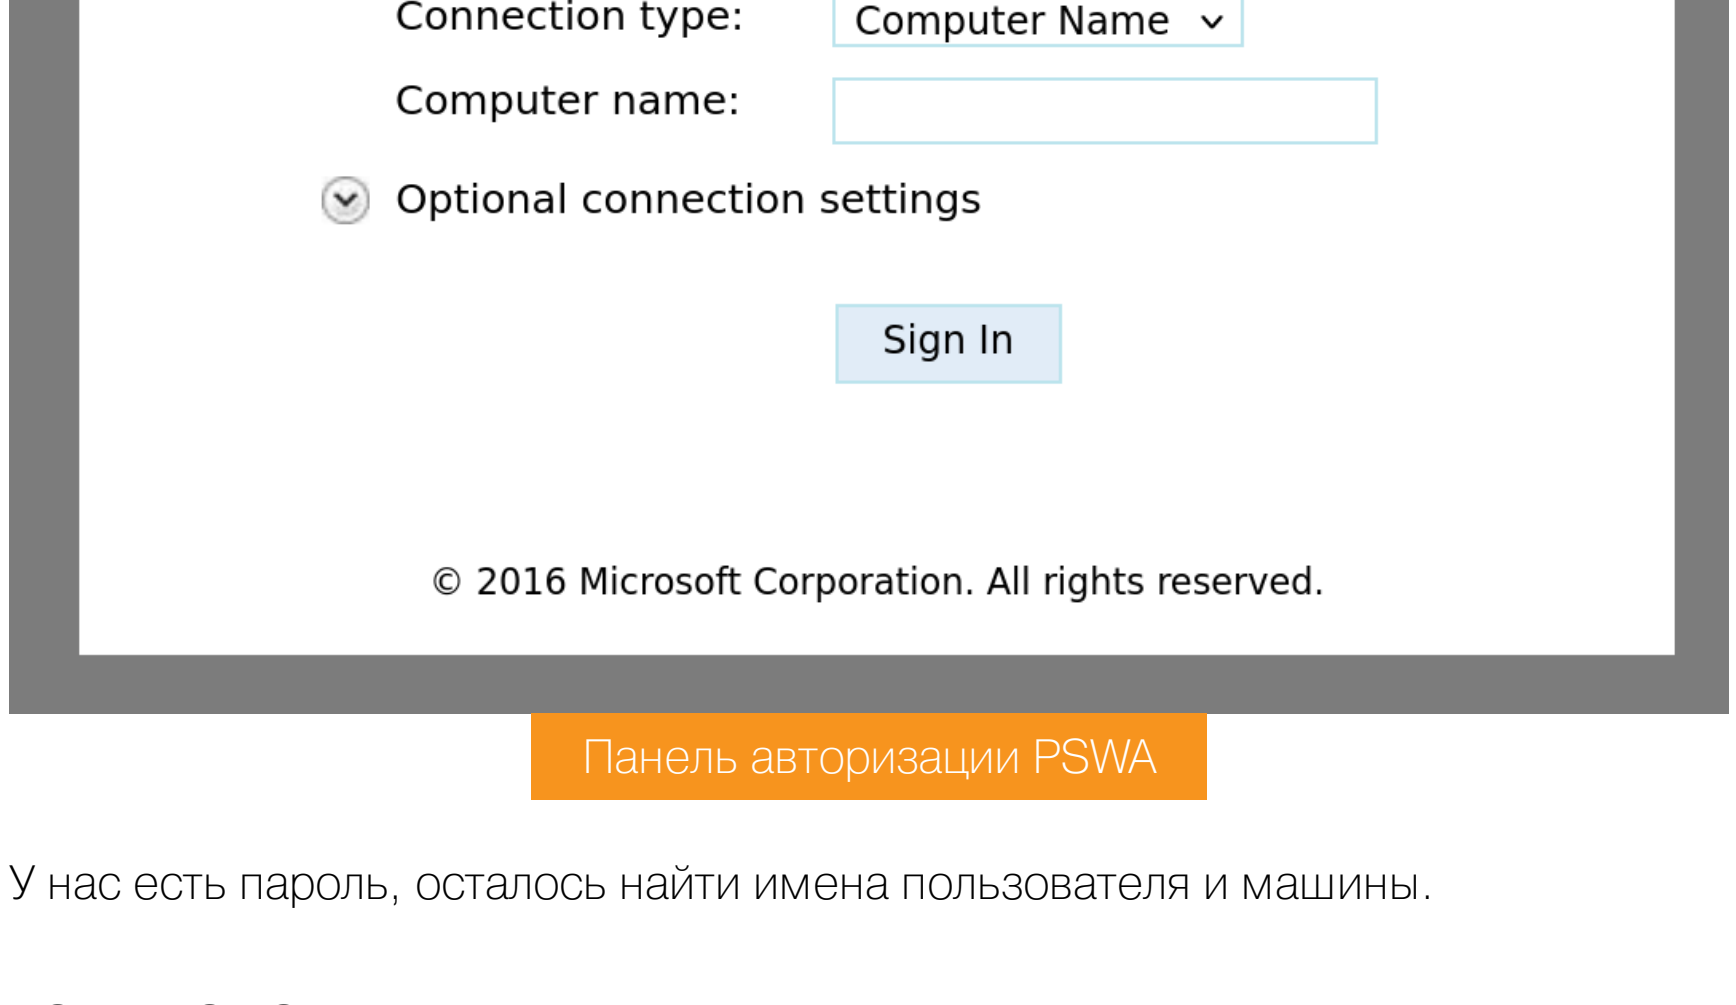 Connection type:
Computer Name
Computer name:
Optional connection settings
Sign In
© 2016 Microsoft Corporation. All rights reserved.
Панель авторизации PSWA
У нас есть пароль, осталось найти имена пользователя и машины.